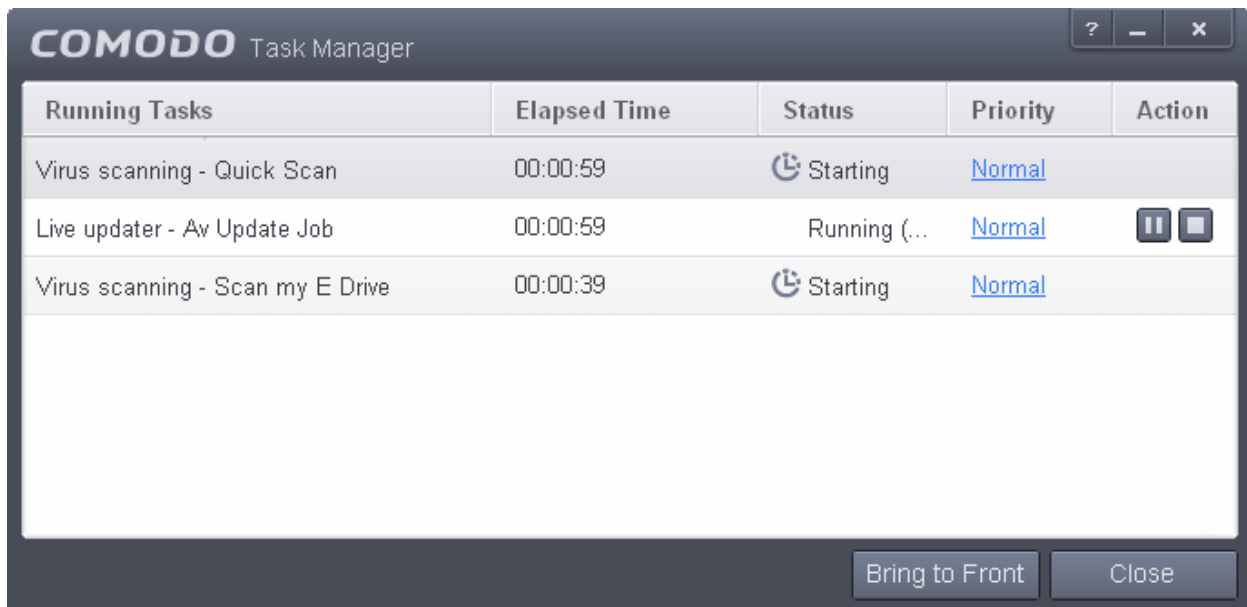 COMODO Task Manager ? – x
Running Tasks Elapsed Time Status Priority Action
Virus scanning - Quick Scan 00:00:59 Starting Normal
Live updater - Av Update Job 00:00:59 Running (... Normal
Virus scanning - Scan my E Drive 00:00:39 Starting Normal
Bring to Front Close